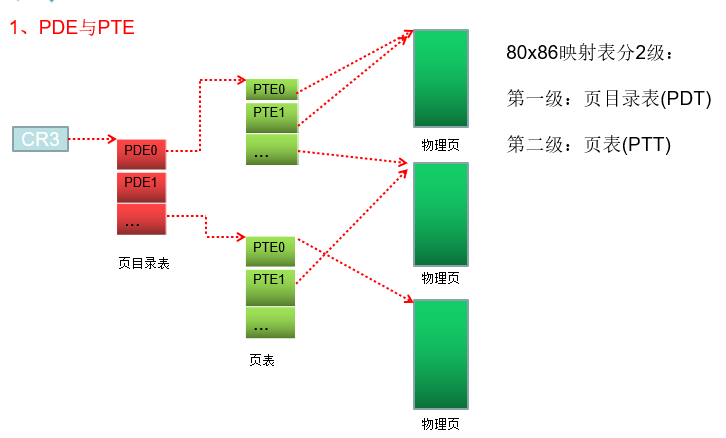 1、PDE与PTE
80x86映射表分2级：
第一级：页目录表(PDT)
第二级：页表(PTT)
CR3
PDE0
PDE1
...
页目录表
PTE0
PTE1
...
PTE0
PTE1
...
页表
物理页
物理页
物理页